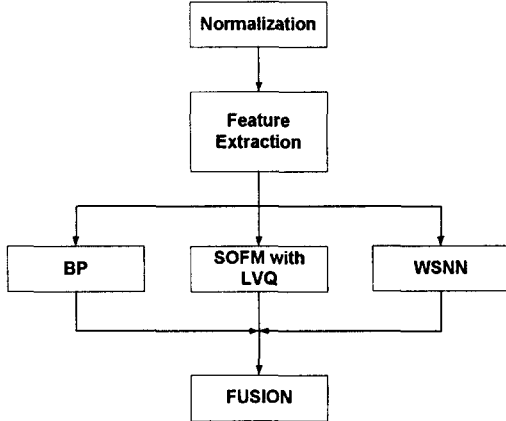 Normalization
Feature
Extraction
BP
SOFM with
LVQ
WSNN
FUSION